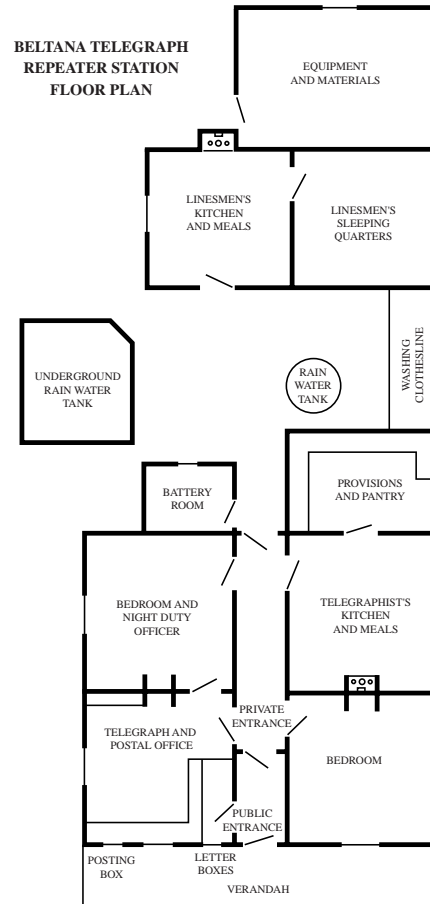 BELTANA TELEGRAPH
REPEATER STATION
FLOOR PLAN
EQUIPMENT
AND MATERIALS
LINESMEN'S
KITCHEN
AND MEALS
LINESMEN'S
SLEEPING
QUARTERS
WASHING
CLOTHESLINE
UNDERGROUND
RAIN WATER
TANK
RAIN
WATER
TANK
PROVISIONS
AND PANTRY
BATTERY
ROOM
BEDROOM AND
NIGHT DUTY
OFFICER
TELEGRAPHIST'S
KITCHEN
AND MEALS
PRIVATE
ENTRANCE
TELEGRAPH AND
POSTAL OFFICE
BEDROOM
PUBLIC
ENTRANCE
POSTING
BOX
LETTER
BOXES
VERANDAH